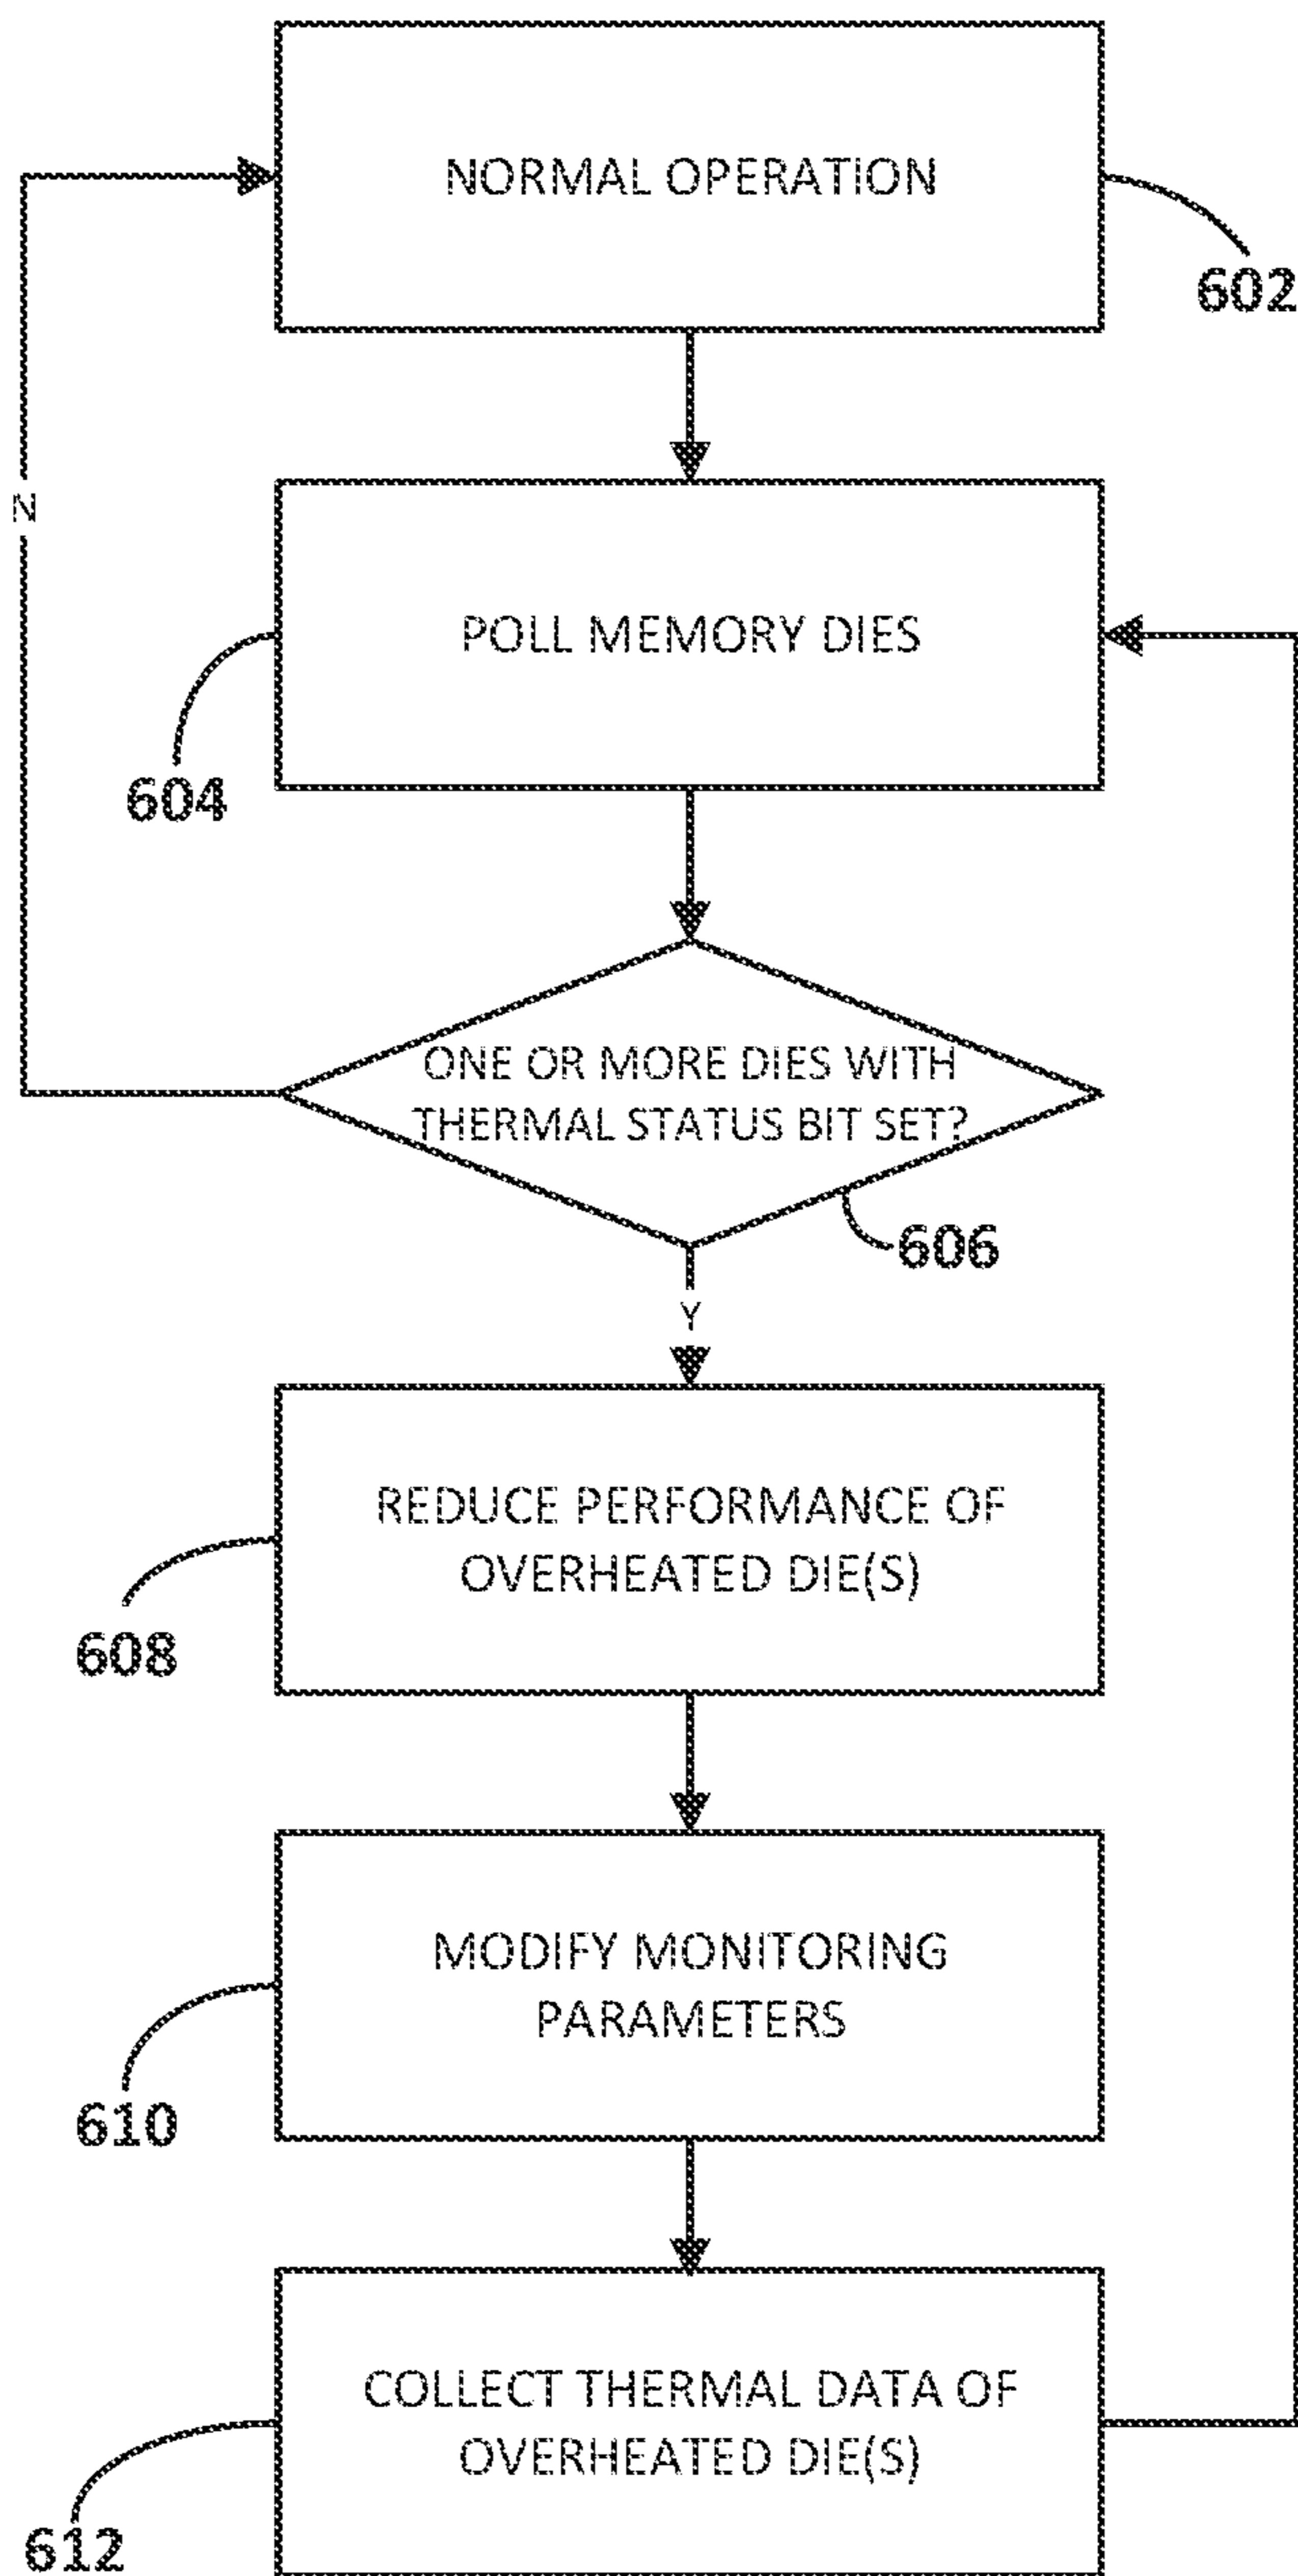 NORMAL OPERATION
602
N
POLL MEMORY DIES
604
ONE OR MORE DIES WITH
THERMAL STATUS BIT SET?
606
Y
REDUCE PERFORMANCE OF
OVERHEATED DIE(S)
608
MODIFY MONITORING
PARAMETERS
610
COLLECT THERMAL DATA OF
OVERHEATED DIE(S)
612